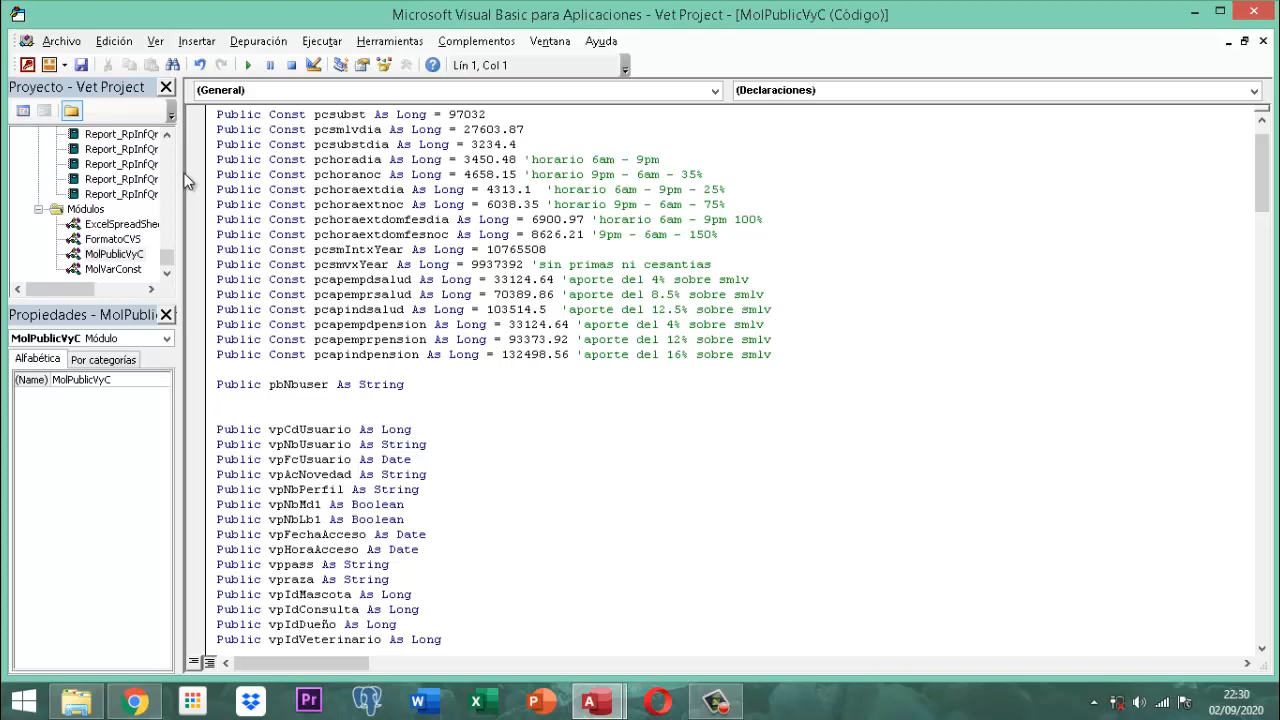 Microsoft Visual Basic para Aplicaciones - Vet Project - [MolPublicVyC (Código)]
Archivo Edición Ver Insertar Depuración Ejecutar Herramientas Complementos Ventana Ayuda
Lín 1, Col 1
Proyecto - Vet Project
(General)
(Declaraciones)
Report_RpInfQr
Report_RpInfQr
Report_RpInfQr
Report_RpInfQr
Report_RpInfQr
Módulos
ExcelSpreadShe
FormatoCVS
MolPublicVyC
MolVarConst
Propiedades - MolPublic
MolPublicVyC Módulo
Alfabética Por categorías
(Name) MolPublicVyC
Public Const pcsubst As Long = 97032
Public Const pcsmlvdia As Long = 27603.87
Public Const pcsubstdia As Long = 3234.4
Public Const pchoradia As Long = 3450.48 'horario 6am - 9pm
Public Const pchoranoc As Long = 4658.15 'horario 9pm - 6am - 35%
Public Const pchoraextdia As Long = 4313.1 'horario 6am - 9pm - 25%
Public Const pchoraextnoc As Long = 6038.35 'horario 9pm - 6am - 75%
Public Const pchoraextdomfesdia As Long = 6900.97 'horario 6am - 9pm 100%
Public Const pchoraextdomfesnoc As Long = 8626.21 '9pm - 6am - 150%
Public Const pcsmIntxYear As Long = 10765508
Public Const pcsmvxYear As Long = 9937392 'sin primas ni cesantias
Public Const pcapempdsalud As Long = 33124.64 'aporte del 4% sobre smlv
Public Const pcapemprsalud As Long = 70389.86 'aporte del 8.5% sobre smlv
Public Const pcapindsalud As Long = 103514.5 'aporte del 12.5% sobre smlv
Public Const pcapempdpension As Long = 33124.64 'aporte del 4% sobre smlv
Public Const pcapemprpension As Long = 93373.92 'aporte del 12% sobre smlv
Public Const pcapindpension As Long = 132498.56 'aporte del 16% sobre smlv
Public pbNbuser As String
Public vpCdUsuario As Long
Public vpNbUsuario As String
Public vpFcUsuario As Date
Public vpAcNovedad As String
Public vpNbPerfil As String
Public vpNbMd1 As Boolean
Public vpNbLb1 As Boolean
Public vpFechaAcceso As Date
Public vpHoraAcceso As Date
Public vppass As String
Public vpraza As String
Public vpIdMascota As Long
Public vpIdConsulta As Long
Public vpIdDueño As Long
Public vpIdVeterinario As Long
22:30
02/09/2020